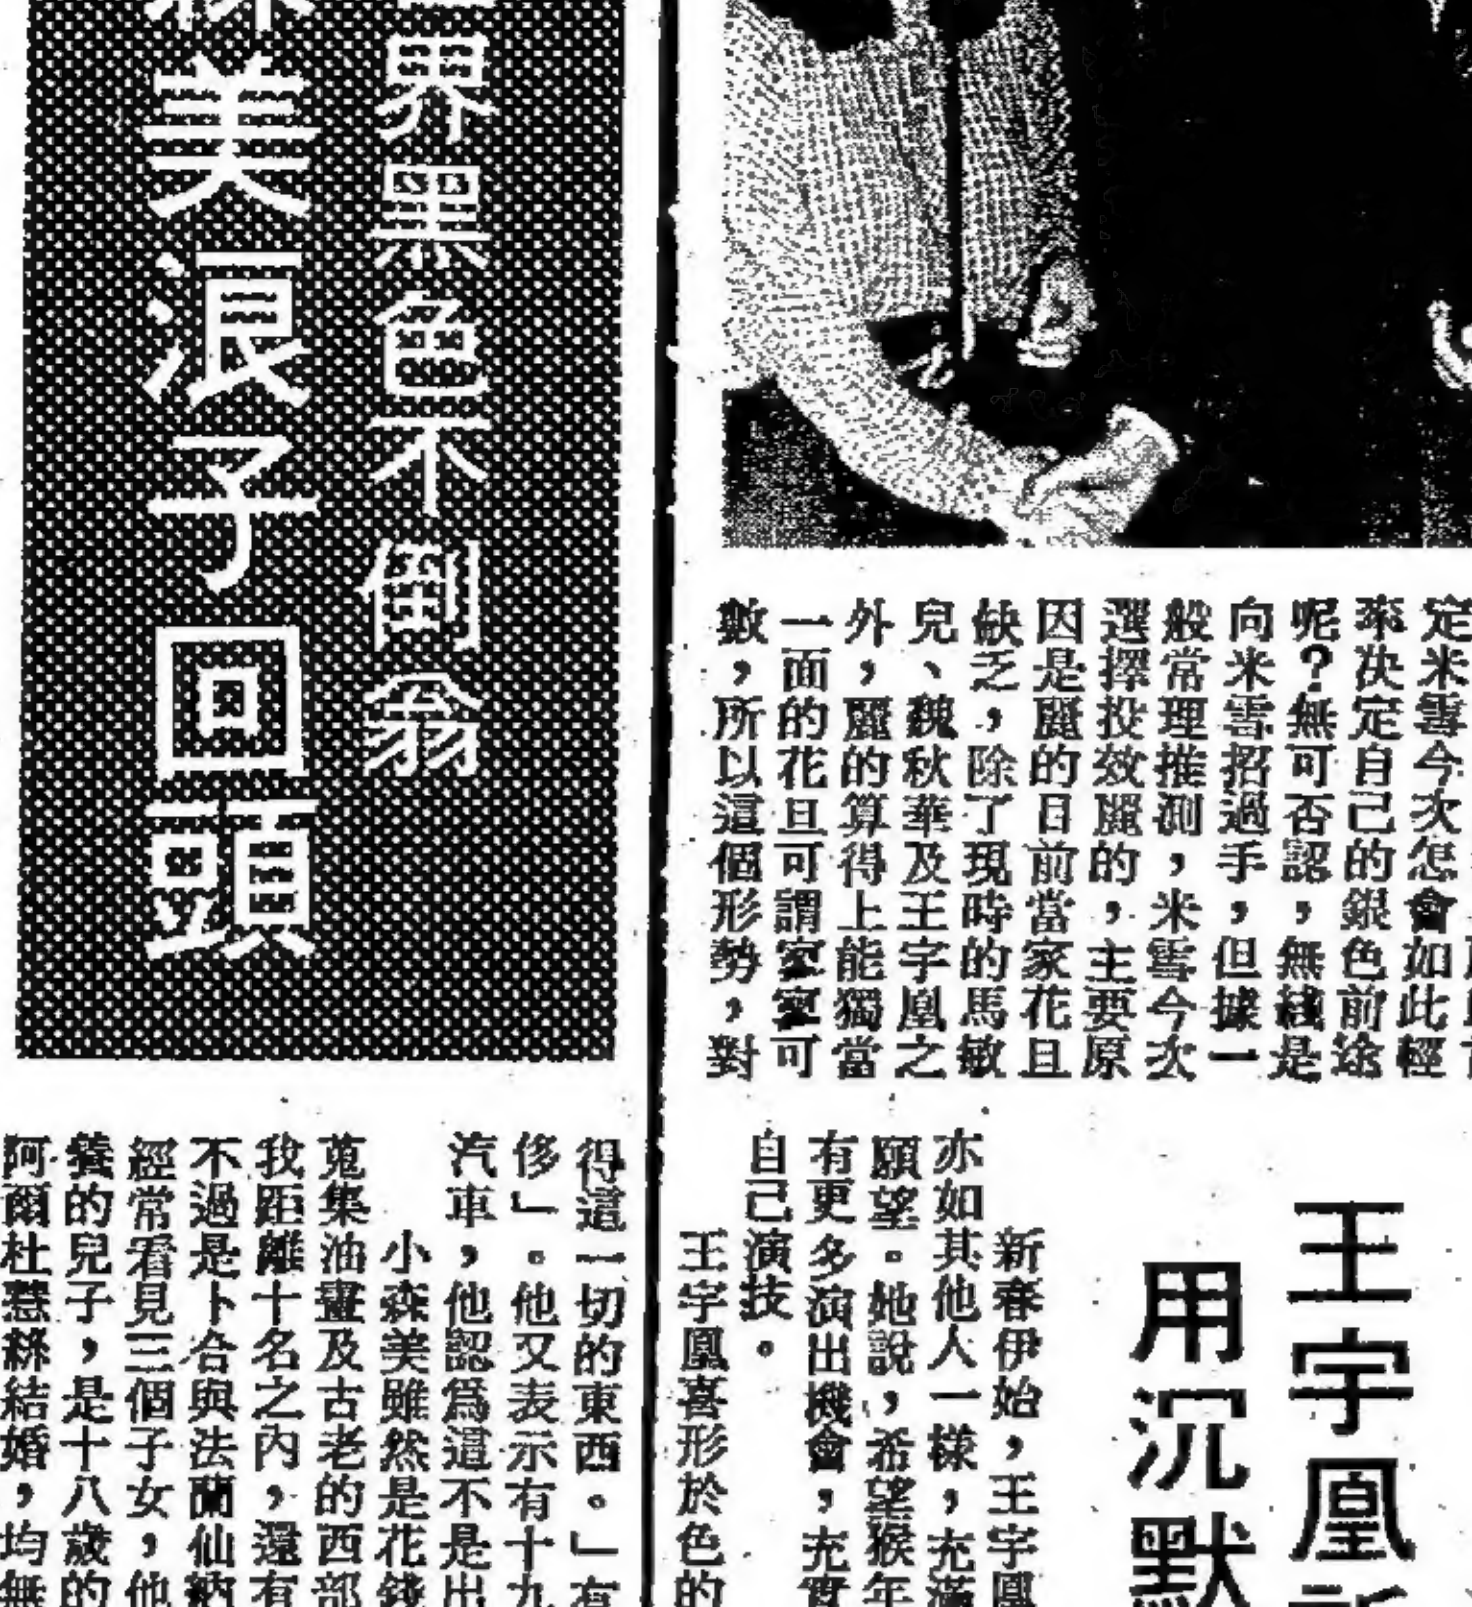 定米雪今次怎會如此輕
來決定自己的銀色前途
呢？無可否認，無綫是
向米雪招過手，但據一
般常理推測，米雪今次
選擇投效麗的，主要原
因是麗的目前當家花旦
缺乏，除了現時的馬敏
兒、魏秋華及王宇凰之
外，麗的算得上能獨當
一面的花旦可謂寥寥可
數，所以這個形勢，對
王宇凰
用沉默
新春伊始，王宇凰
亦如其他人一樣，充滿
願望。她說，希望猴年
有更多演出機會，充實
自己演技。
王宇凰喜形於色的
界黑色不倒翁
森美浪子回頭
得這一切的東西。」有
侈」。他又表示有十九
汽車，他認爲這不是出
小森美雖然是花錢
蒐集油畫及古老的西部
我距離十名之內，還有
不過是卜合與法蘭仙納
經常看見三個子女，他
養的兒子，是十八歲的
阿爾杜慧絲結婚，均無